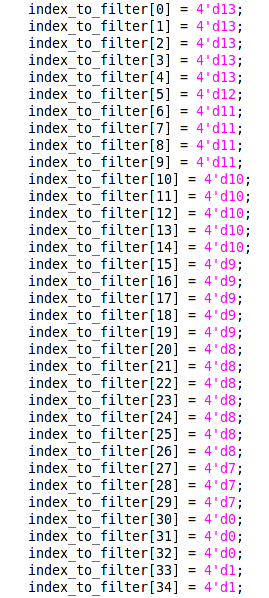 index_to_filter[0] = 4'd13;
index_to_filter[1] = 4'd13;
index_to_filter[2] = 4'd13;
index_to_filter[3] = 4'd13;
index_to_filter[4] = 4'd13;
index_to_filter[5] = 4'd12;
index_to_filter[6] = 4'd11;
index_to_filter[7] = 4'd11;
index_to_filter[8] = 4'd11;
index_to_filter[9] = 4'd11;
index_to_filter[10] = 4'd10;
index_to_filter[11] = 4'd10;
index_to_filter[12] = 4'd10;
index_to_filter[13] = 4'd10;
index_to_filter[14] = 4'd10;
index_to_filter[15] = 4'd9;
index_to_filter[16] = 4'd9;
index_to_filter[17] = 4'd9;
index_to_filter[18] = 4'd9;
index_to_filter[19] = 4'd9;
index_to_filter[20] = 4'd8;
index_to_filter[21] = 4'd8;
index_to_filter[22] = 4'd8;
index_to_filter[23] = 4'd8;
index_to_filter[24] = 4'd8;
index_to_filter[25] = 4'd8;
index_to_filter[26] = 4'd8;
index_to_filter[27] = 4'd7;
index_to_filter[28] = 4'd7;
index_to_filter[29] = 4'd7;
index_to_filter[30] = 4'd0;
index_to_filter[31] = 4'd0;
index_to_filter[32] = 4'd0;
index_to_filter[33] = 4'd1;
index_to_filter[34] = 4'd1;